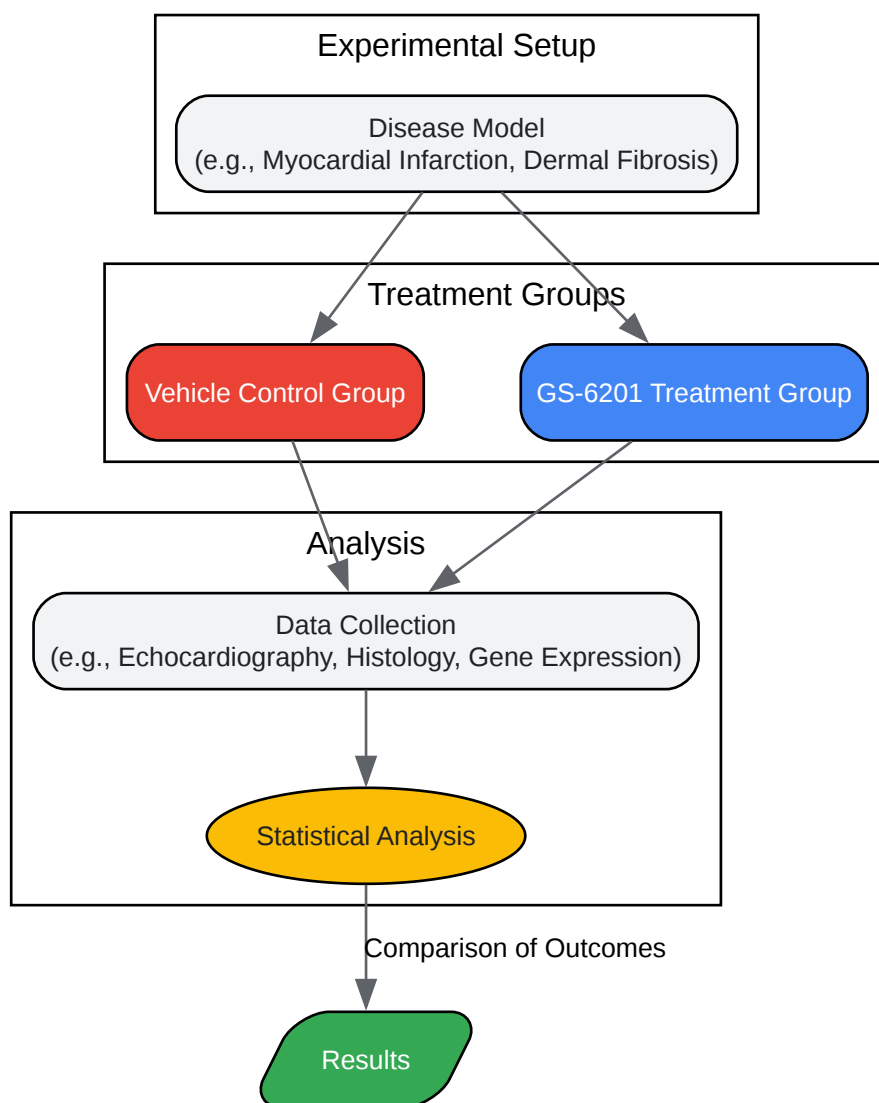 Experimental Setup
Disease Model
(e.g., Myocardial Infarction, Dermal Fibrosis)
Treatment Groups
Vehicle Control Group
GS-6201 Treatment Group
Analysis
Data Collection
(e.g., Echocardiography, Histology, Gene Expression)
Statistical Analysis
Comparison of Outcomes
Results